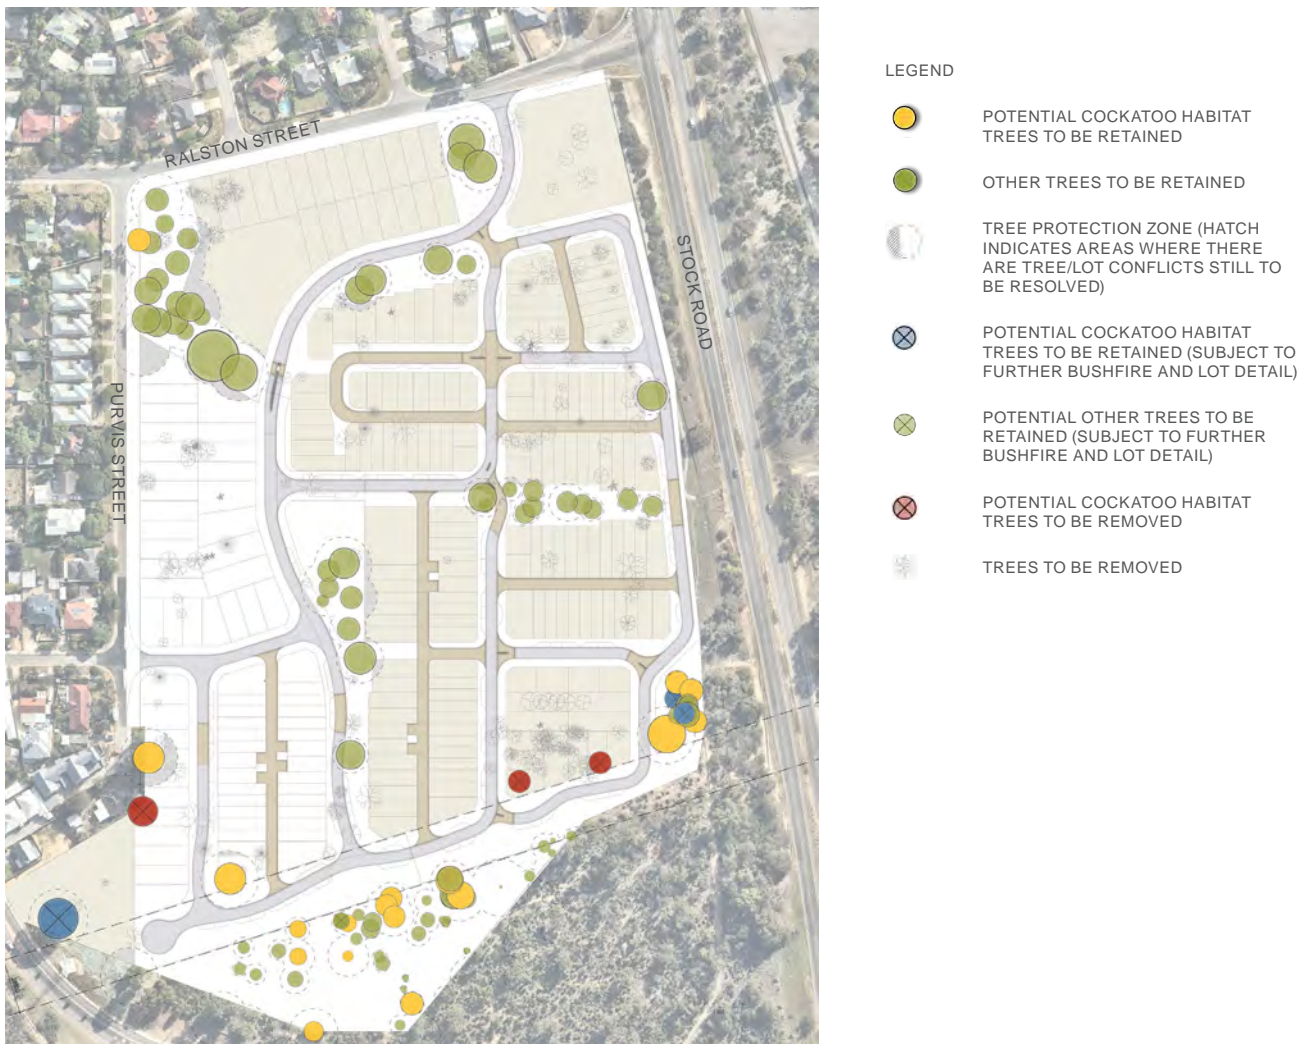 RALSTON STREET
STOCK ROAD
PURVIS STREET
LEGEND
POTENTIAL COCKATOO HABITAT
TREES TO BE RETAINED
OTHER TREES TO BE RETAINED
TREE PROTECTION ZONE (HATCH
INDICATES AREAS WHERE THERE
ARE TREE/LOT CONFLICTS STILL TO
BE RESOLVED)
POTENTIAL COCKATOO HABITAT
TREES TO BE RETAINED (SUBJECT TO
FURTHER BUSHFIRE AND LOT DETAIL)
POTENTIAL OTHER TREES TO BE
RETAINED (SUBJECT TO FURTHER
BUSHFIRE AND LOT DETAIL)
POTENTIAL COCKATOO HABITAT
TREES TO BE REMOVED
TREES TO BE REMOVED